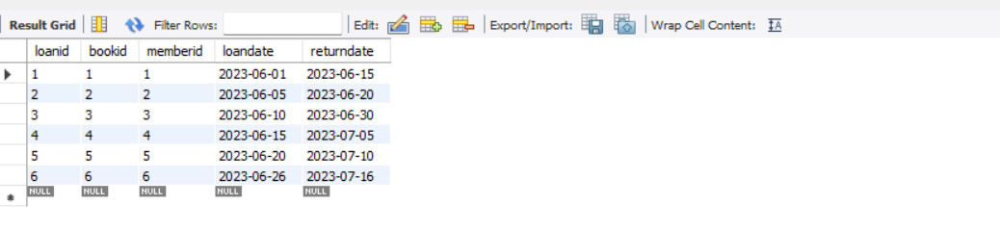 Result Grid Filter Rows: Edit: Export/Import: Wrap Cell Content: IA
loanid bookid memberid loandate returndate
1 1 1 2023-06-01 2023-06-15
2 2 2 2023-06-05 2023-06-20
3 3 3 2023-06-10 2023-06-30
4 4 4 2023-06-15 2023-07-05
5 5 5 2023-06-20 2023-07-10
6 6 6 2023-06-26 2023-07-16
NULL NULL NULL NULL NULL